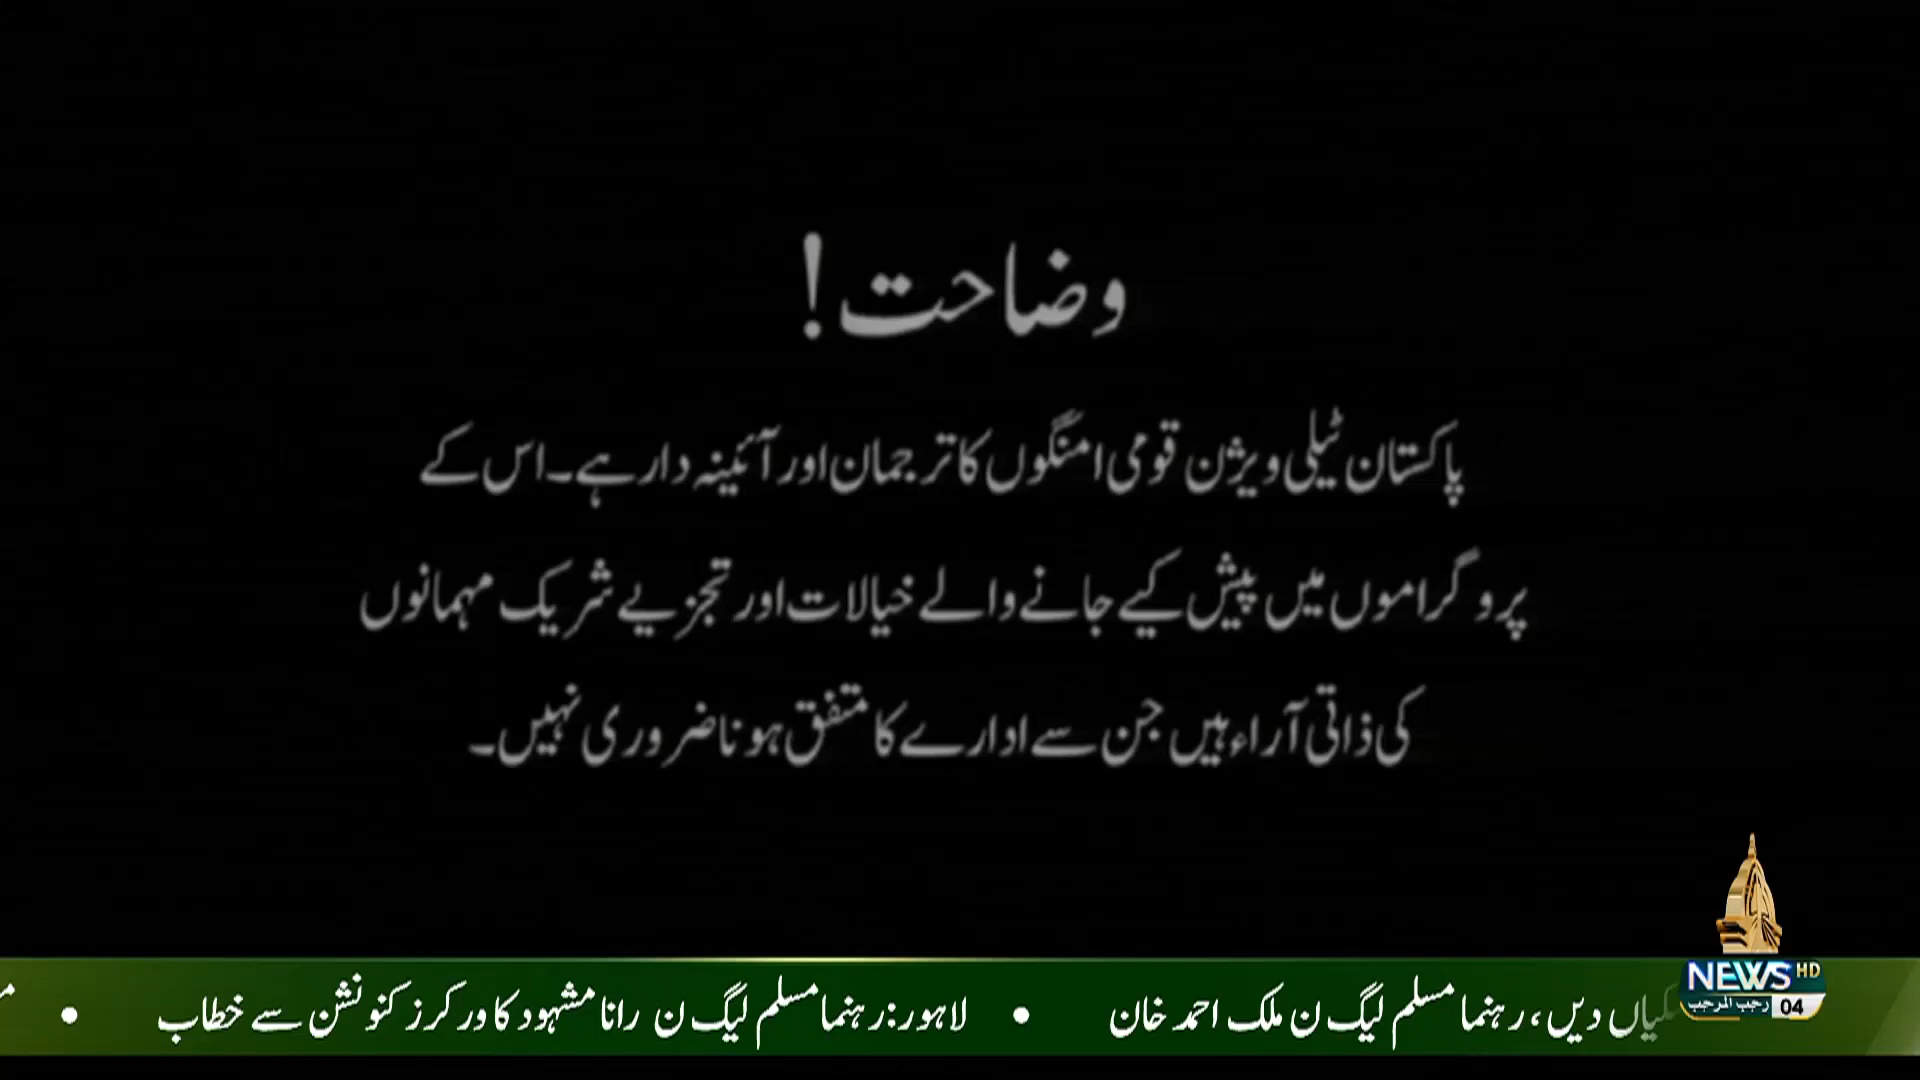 وضاحت!
پاکستان ٹیلی ویژن قومی امنگوں کا ترجمان اور آئینہ دار ہے۔ اس کے
پروگراموں میں پیش کیے جانے والے خیالات اور تجزیے شریک مہمانوں
کی ذاتی آراء ہیں جن سے ادارے کا متفق ہونا ضروری نہیں۔
NEWS HD
رجب المرجب 04
دیں، رہنما مسلم لیگ ن ملک احمد خان • لاہور: رہنما مسلم لیگ ن رانا مشہود کا ورکرز کنونشن سے خطاب •